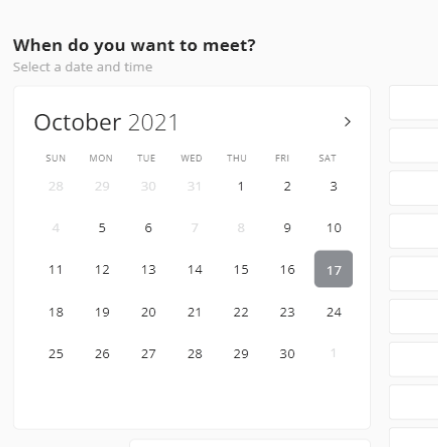 When do you want to meet?
Select a date and time
October 2021
SUN MON TUE WED THU FRI SAT
28 29 30 31 1 2 3
4 5 6 7 8 9 10
11 12 13 14 15 16 17
18 19 20 21 22 23 24
25 26 27 28 29 30 1